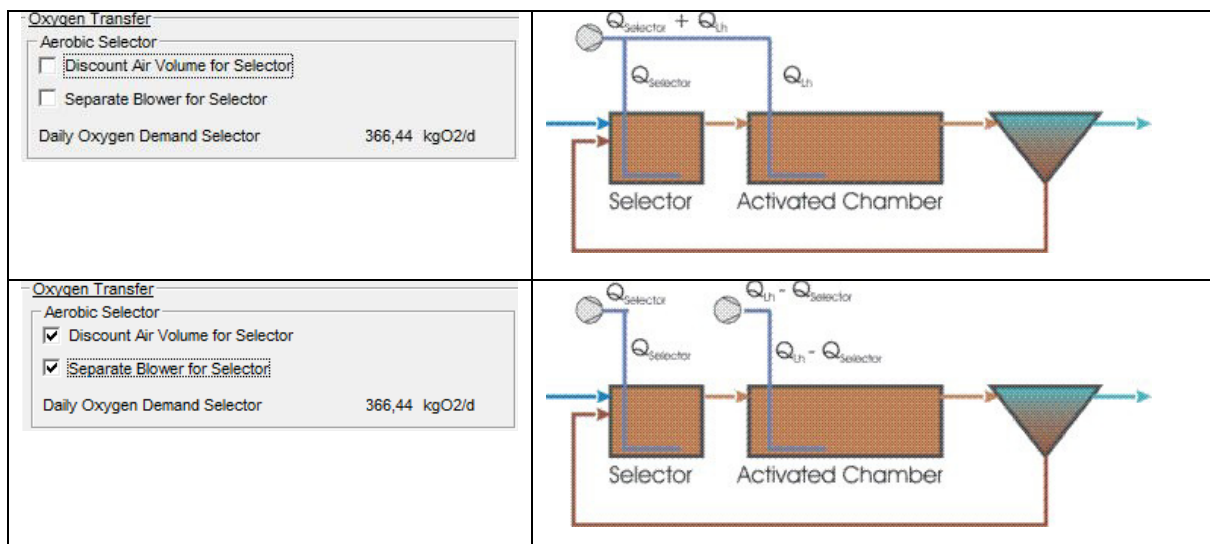 Oxygen Transfer
Aerobic Selector
Discount Air Volume for Selector
Separate Blower for Selector
Daily Oxygen Demand Selector 366,44 kgO2/d
QSelector + QLh
QSelector
QLh
Selector
Activated Chamber
Oxygen Transfer
Aerobic Selector
Discount Air Volume for Selector
Separate Blower for Selector
Daily Oxygen Demand Selector 366,44 kgO2/d
QSelector
QLh - QSelector
QSelector
QLh - QSelector
Selector
Activated Chamber